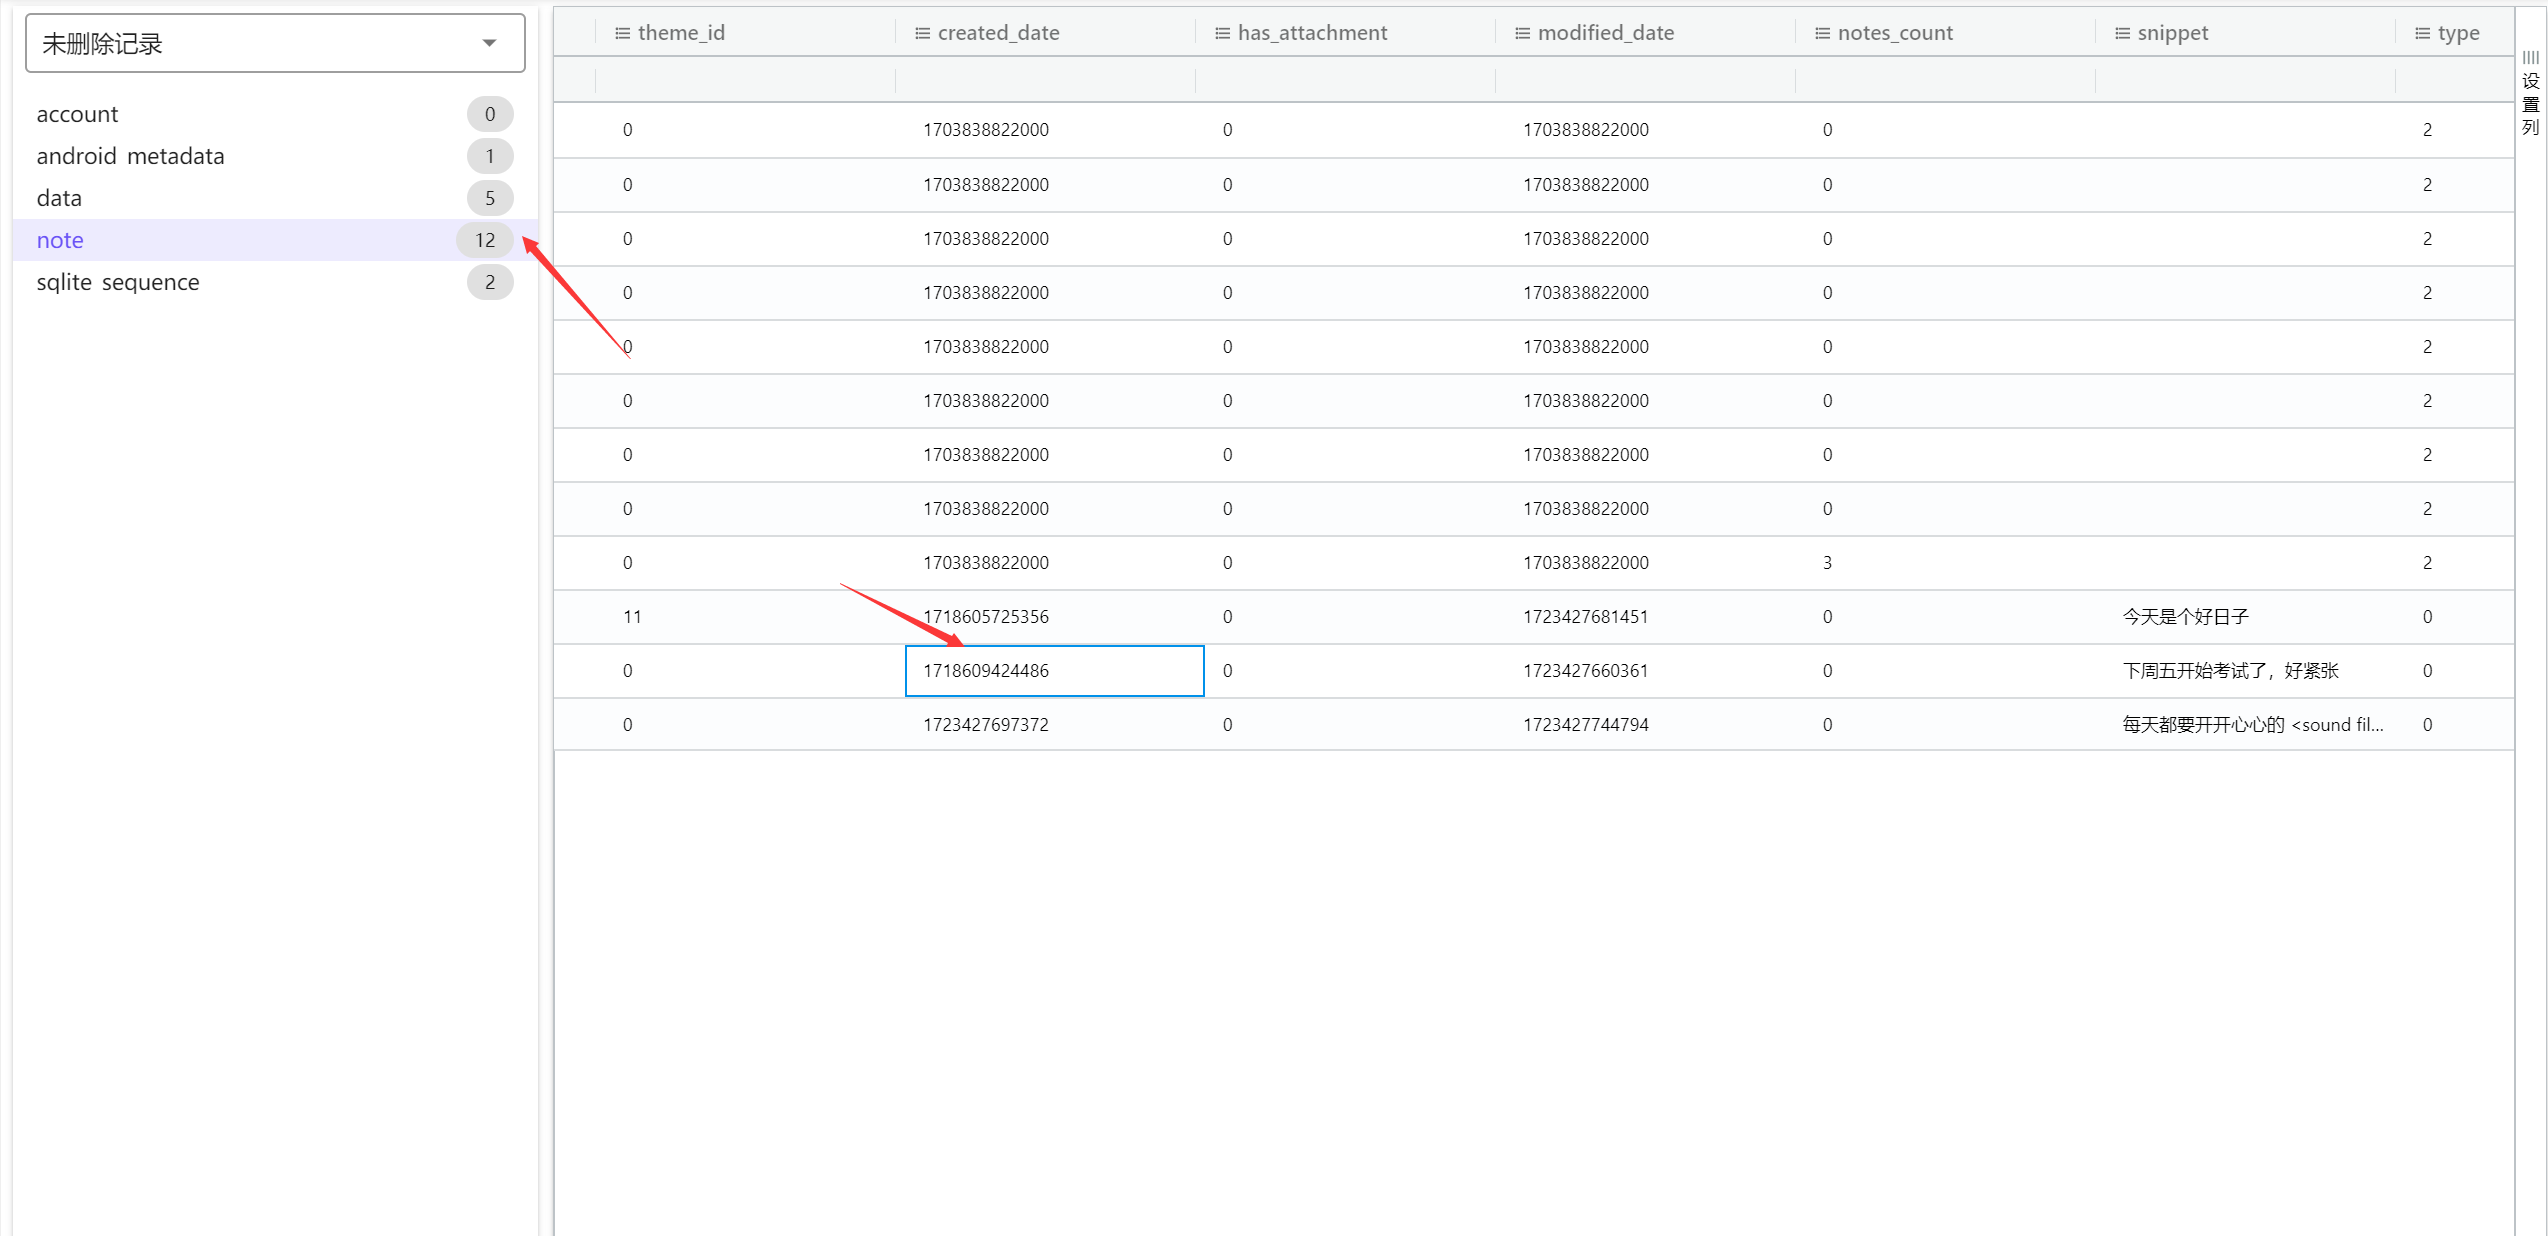 未删除记录
account 0
android metadata 1
data 5
note 12
sqlite sequence 2
theme_id created_date has_attachment modified_date notes_count snippet type
0 1703838822000 0 1703838822000 0 2
0 1703838822000 0 1703838822000 0 2
0 1703838822000 0 1703838822000 0 2
0 1703838822000 0 1703838822000 0 2
0 1703838822000 0 1703838822000 0 2
0 1703838822000 0 1703838822000 0 2
0 1703838822000 0 1703838822000 0 2
0 1703838822000 0 1703838822000 0 2
0 1703838822000 0 1703838822000 3 2
11 1718605725356 0 1723427681451 0 今天是个好日子 0
0 1718609424486 0 1723427660361 0 下周五开始考试了，好紧张 0
0 1723427697372 0 1723427744794 0 每天都要开开心心的 <sound fil... 0
设置列